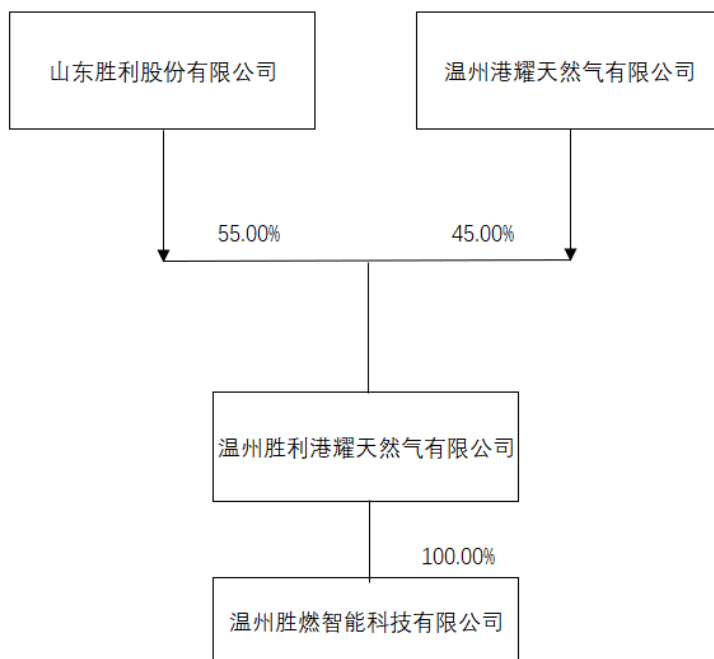 山东胜利股份有限公司
温州港耀天然气有限公司
55.00%
45.00%
温州胜利港耀天然气有限公司
100.00%
温州胜燃智能科技有限公司